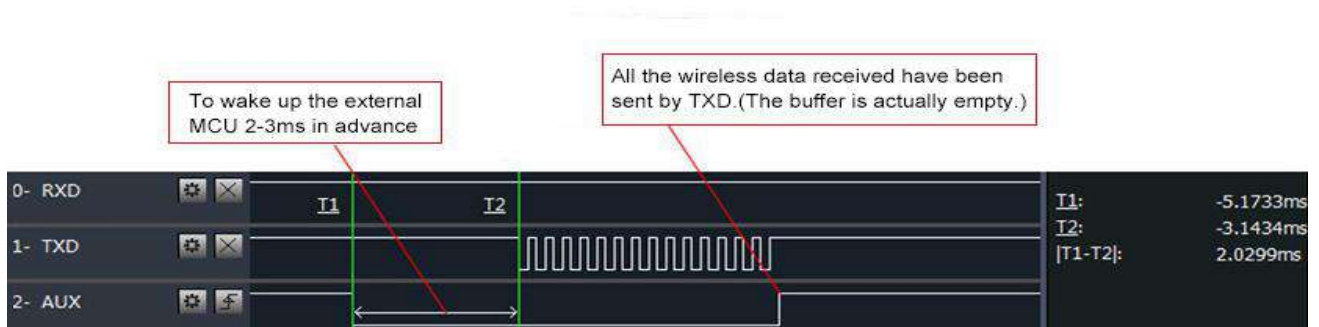 To wake up the external
MCU 2-3ms in advance
All the wireless data received have been
sent by TXD.(The buffer is actually empty.)
0- RXD
T1
T2
1- TXD
2- AUX
T1: -5.1733ms
T2: -3.1434ms
|T1-T2|: 2.0299ms